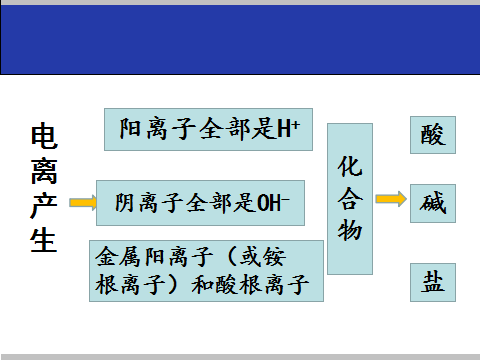 电离产生
阳离子全部是H⁺
阴离子全部是OH⁻
金属阳离子（或铵
根离子）和酸根离子
化合物
酸
碱
盐